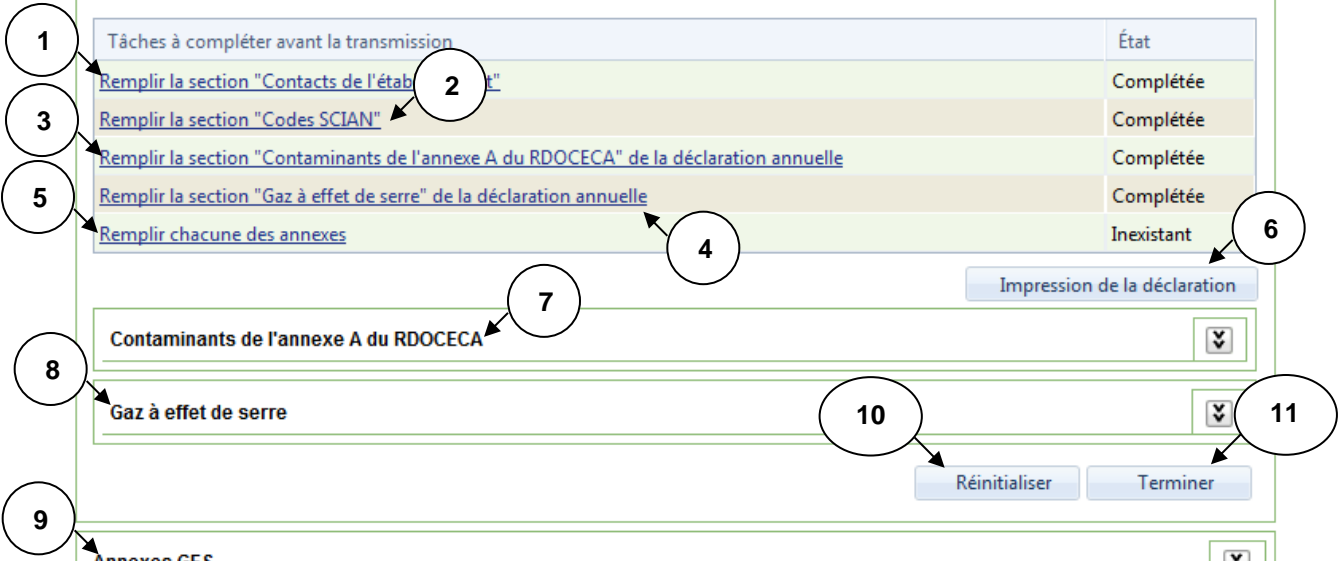 1
Tâches à compléter avant la transmission
État
Remplir la section "Contacts de l'étab t"
Complétée
2
Remplir la section "Codes SCIAN"
Complétée
3
Remplir la section "Contaminants de l'annexe A du RDOCECA" de la déclaration annuelle
Complétée
5
Remplir la section "Gaz à effet de serre" de la déclaration annuelle
Complétée
4
Remplir chacune des annexes
Inexistant
6
Impression de la déclaration
7
Contaminants de l'annexe A du RDOCECA
8
Gaz à effet de serre
10
11
Réinitialiser
Terminer
9
Annexes GES